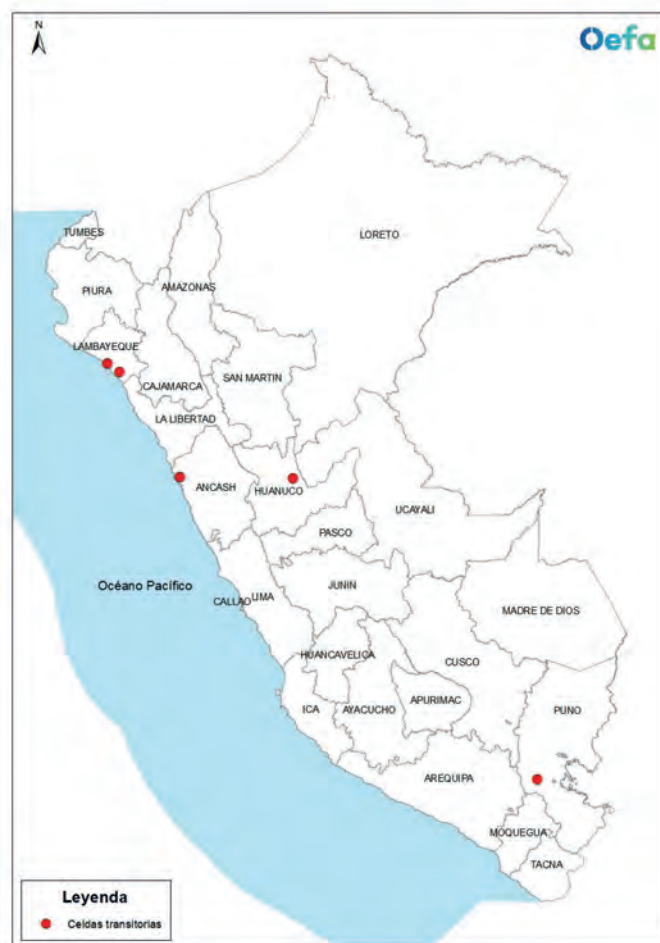 N
Oefa
TUMBES
LORETO
PIURA
AMAZONAS
LAMBAYEQUE
SAN MARTIN
CAJAMARCA
LA LIBERTAD
ANCASH
HUANUCO
UCAYALI
PASCO
Océano Pacífico
JUNIN
CALLAO
LIMA
MADRE DE DIOS
HUANCAVELICA
CUSCO
ICA
AYACUCHO
APURIMAC
PUNO
AREQUIPA
MOQUEGUA
TACNA
Leyenda
Celdas transitorias